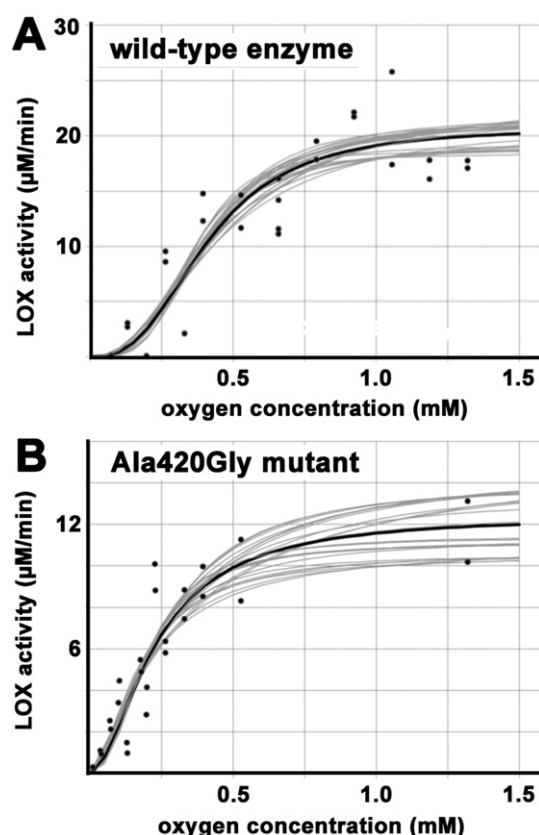 A
wild-type enzyme
LOX activity (µM/min)
30
20
10
0.5 1.0 1.5
oxygen concentration (mM)
B
Ala420Gly mutant
LOX activity (µM/min)
12
6
0.5 1.0 1.5
oxygen concentration (mM)